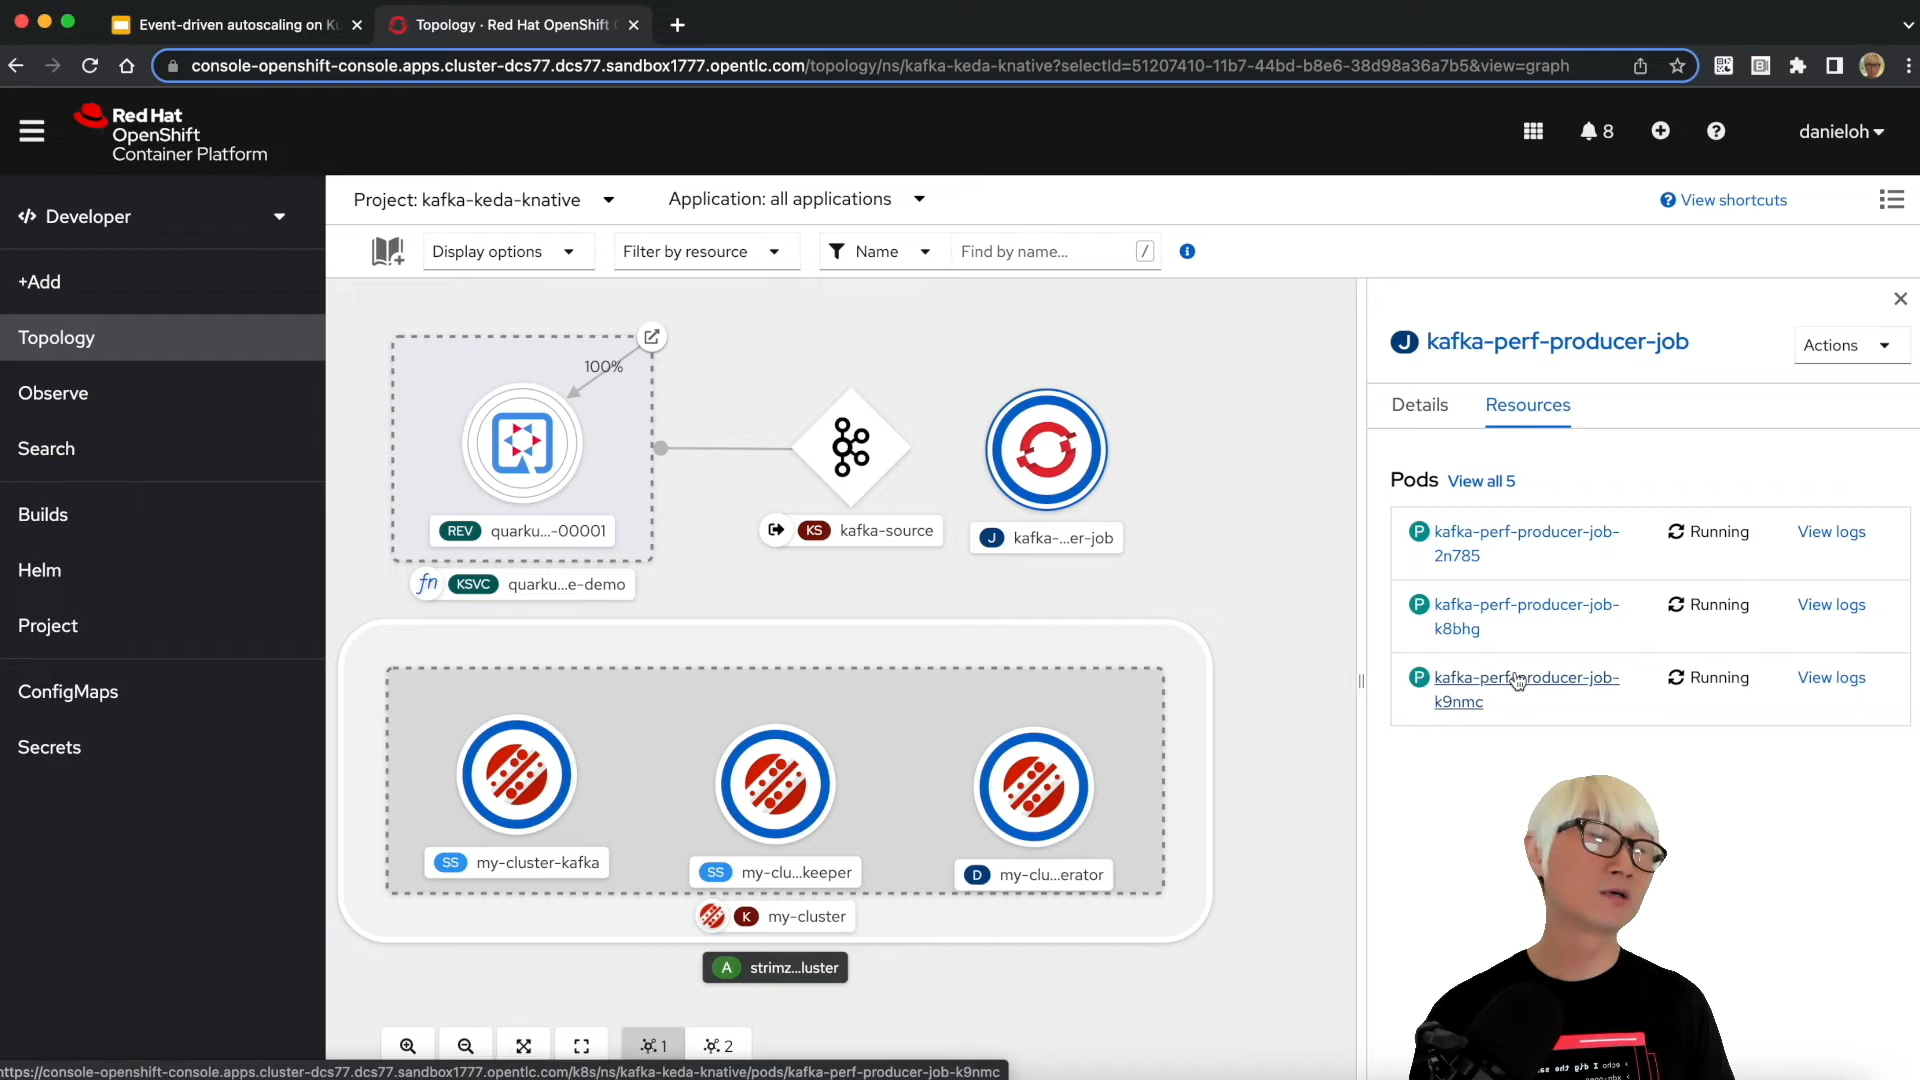 Event-driven autoscaling on Ku
Topology · Red Hat OpenShift
console-openshift-console.apps.cluster-dcs77.dcs77.sandbox1777.opentlc.com/topology/ns/kafka-keda-knative?selectId=51207410-11b7-44bd-b8e6-38d98a36a7b5&view=graph
Red Hat
OpenShift
Container Platform
8
danieloh
Developer
+Add
Topology
Observe
Search
Builds
Helm
Project
ConfigMaps
Secrets
Project: kafka-keda-knative
Application: all applications
View shortcuts
Display options
Filter by resource
Name
Find by name...
/
100%
REV quarku...-00001
fn KSVC quarku...e-demo
KS kafka-source
J kafka-...er-job
SS my-cluster-kafka
SS my-clu...keeper
D my-clu...erator
K my-cluster
A strimz...luster
1
2
J kafka-perf-producer-job
Actions
Details
Resources
Pods View all 5
P kafka-perf-producer-job-
2n785
Running
View logs
P kafka-perf-producer-job-
k8bhg
Running
View logs
P kafka-perf-producer-job-
k9nmc
Running
View logs
https://console-openshift-console.apps.cluster-dcs77.dcs77.sandbox1777.opentlc.com/k8s/ns/kafka-keda-knative/pods/kafka-perf-producer-job-k9nmc